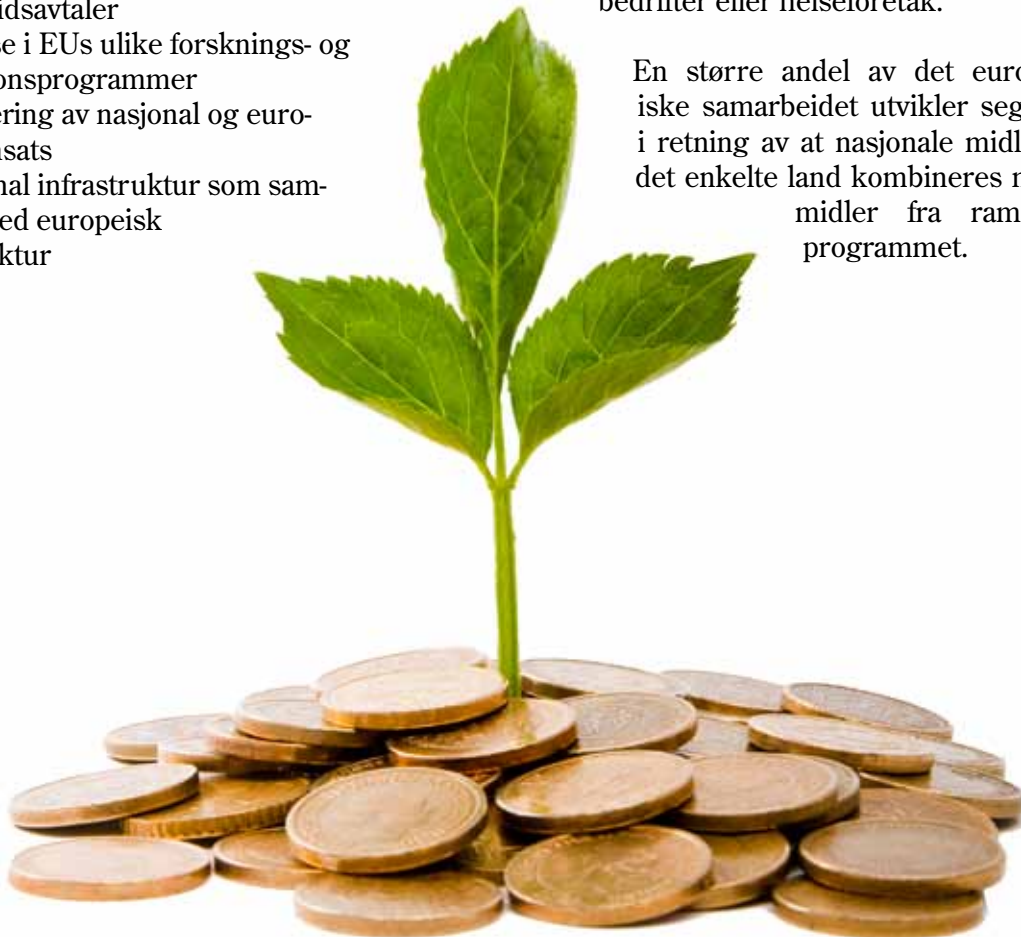 idsavtaler
se i EUs ulike forsknings- og
onsprogrammer
ering av nasjonal og euro-
nsats
nal infrastruktur som sam-
ed europeisk
ktur
bedrifter eller helseforetak.
En større andel av det euro
iske samarbeidet utvikler seg
i retning av at nasjonale midl
det enkelte land kombineres
midler fra ram
programmet.